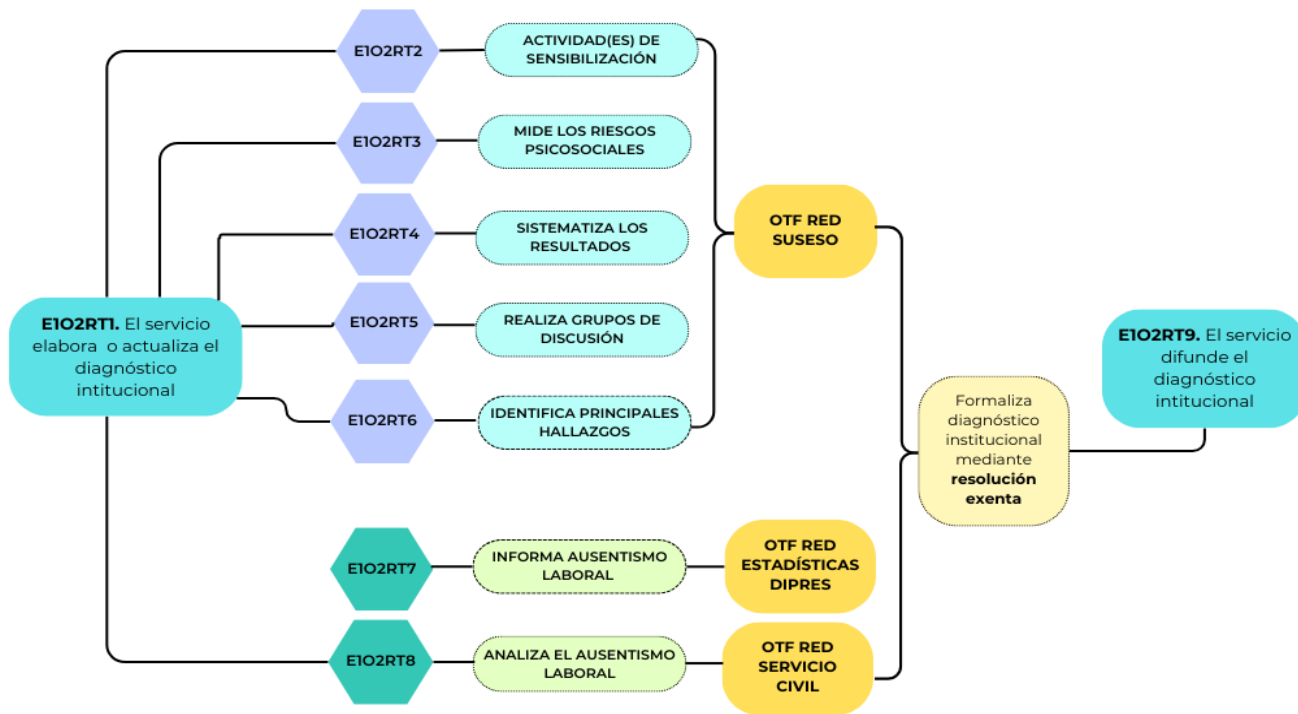 E1O2RT2
ACTIVIDAD(ES) DE
SENSIBILIZACIÓN
E1O2RT3
MIDE LOS RIESGOS
PSICOSOCIALES
E1O2RT4
SISTEMATIZA LOS
RESULTADOS
OTF RED
SUSESO
E1O2RT1. El servicio
elabora o actualiza el
diagnóstico
intitucional
E1O2RT5
REALIZA GRUPOS DE
DISCUSIÓN
E1O2RT6
IDENTIFICA PRINCIPALES
HALLAZGOS
E1O2RT7
INFORMA AUSENTISMO
LABORAL
OTF RED
ESTADÍSTICAS
DIPRES
E1O2RT8
ANALIZA EL AUSENTISMO
LABORAL
OTF RED
SERVICIO
CIVIL
Formaliza
diagnóstico
institucional
mediante
resolución
exenta
E1O2RT9. El servicio
difunde el
diagnóstico
intitucional